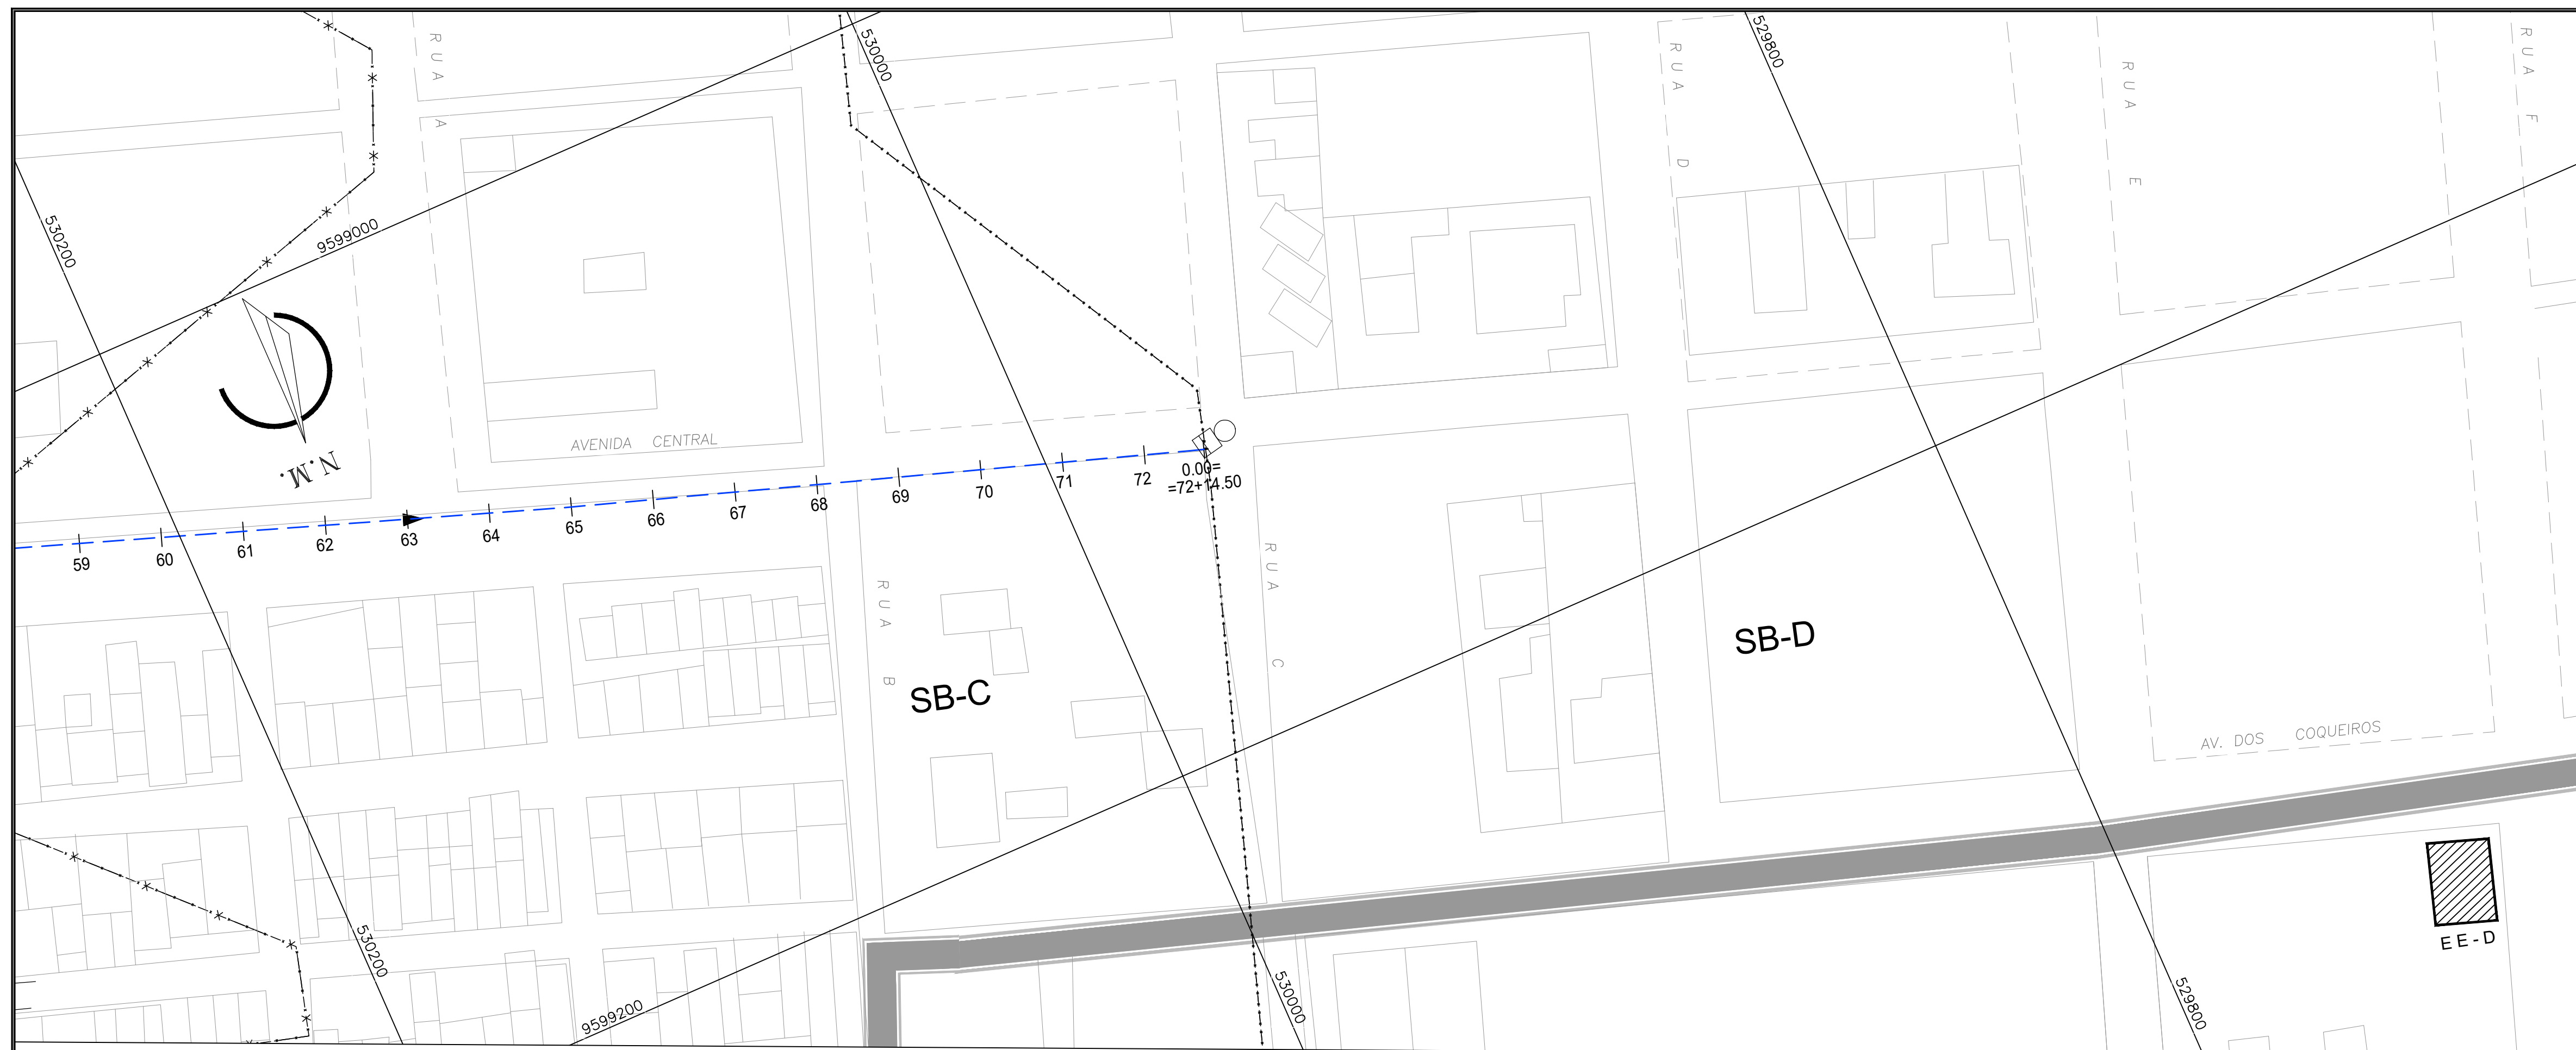 RUA A
530000
529800
RUA D
RUA E
RUA F
530200
9599000
N.M.
AVENIDA CENTRAL
0.00=
=72+14.50
59
60
61
62
63
64
65
66
67
68
69
70
71
72
RUA B
RUA C
SB-C
SB-D
AV. DOS COQUEIROS
EE-D
530200
9599200
530000
529800